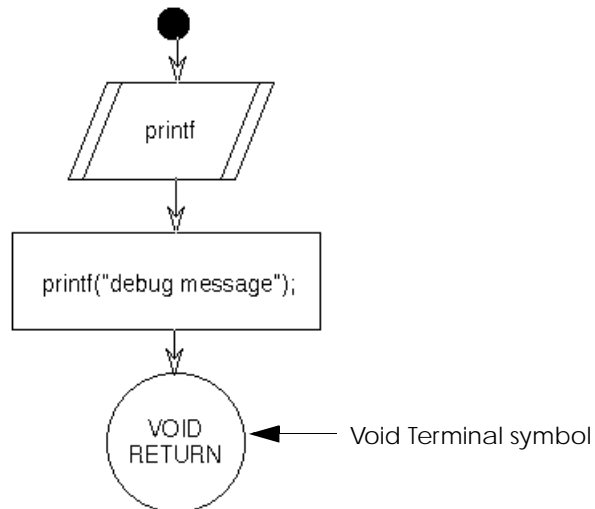 printf
printf("debug message");
VOID
RETURN
Void Terminal symbol